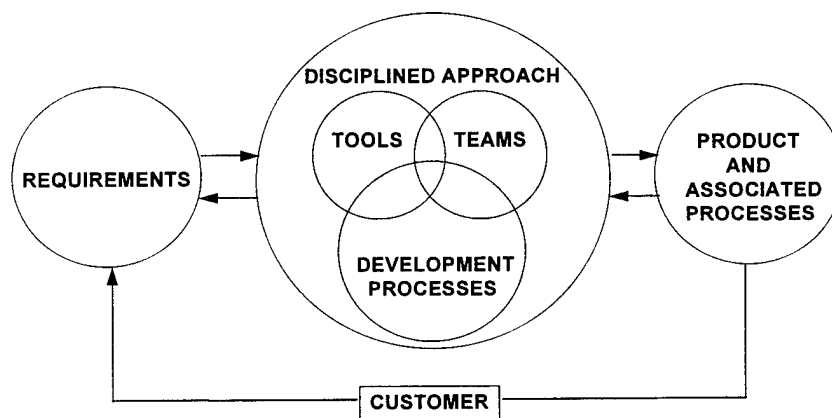 DISCIPLINED APPROACH
TOOLS
TEAMS
REQUIREMENTS
PRODUCT
AND
ASSOCIATED
PROCESSES
DEVELOPMENT
PROCESSES
CUSTOMER